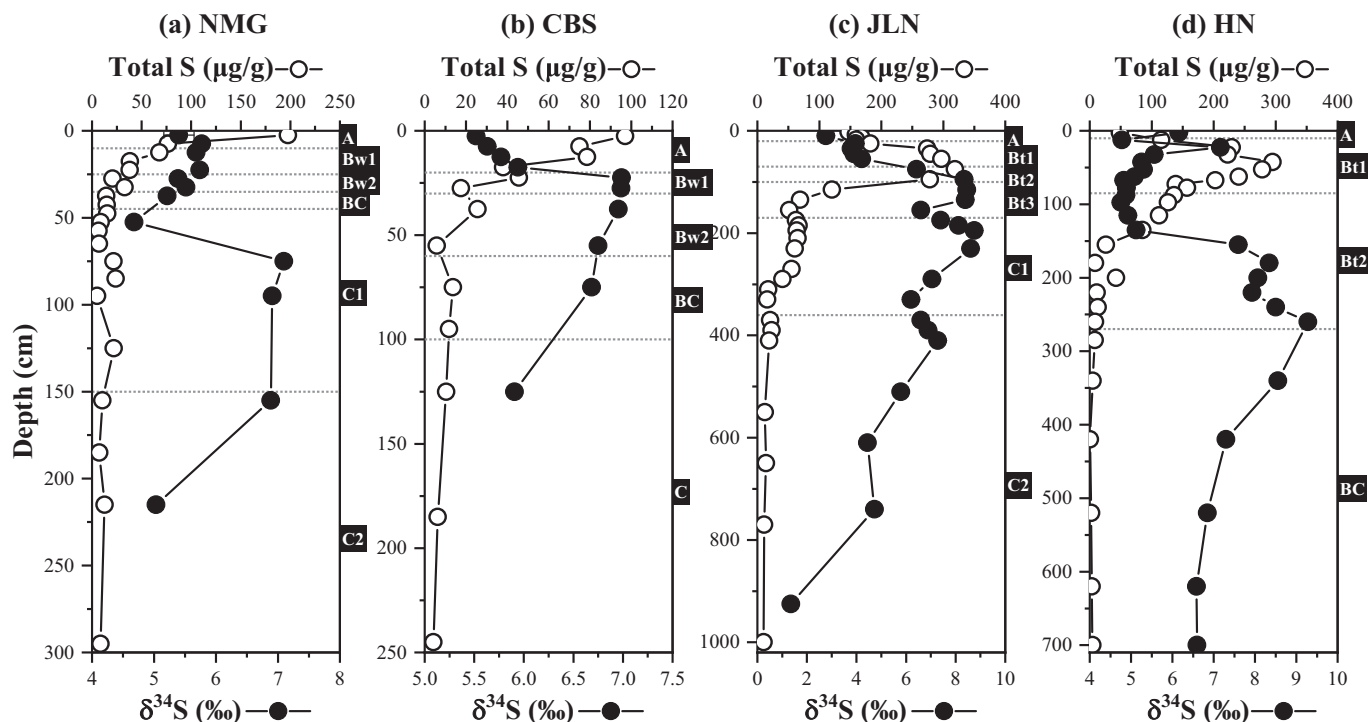 (a) NMG (b) CBS (c) JLN (d) HN
Total S (μg/g) Total S (μg/g) Total S (μg/g) Total S (μg/g)
0 50 100 150 200 250 0 20 40 60 80 100 120 0 100 200 300 400 0 100 200 300 400
Depth (cm)
0
50
100
150
200
250
300
A
Bw1
Bw2
BC
C1
C2
0
50
100
150
200
250
A
Bw1
Bw2
BC
C
0
200
400
600
800
1000
A
Bt1
Bt2
Bt3
C1
C2
0
100
200
300
400
500
600
700
A
Bt1
Bt2
BC
4 5 6 7 8 5.0 5.5 6.0 6.5 7.0 7.5 0 2 4 6 8 10 4 5 6 7 8 9 10
δ³⁴S (‰) δ³⁴S (‰) δ³⁴S (‰) δ³⁴S (‰)